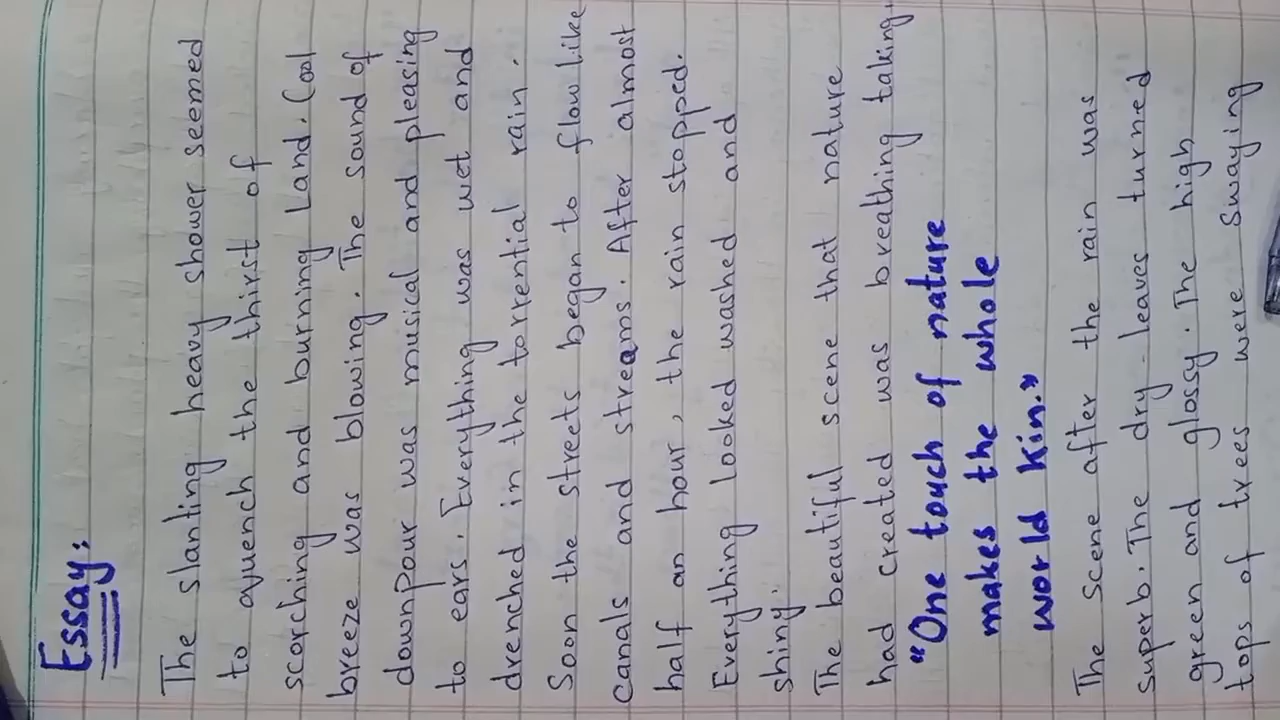 Essay:
The slanting heavy shower seemed
to quench the thirst of
scorching and burning land. Cool
breeze was blowing. The sound of
downpour was musical and pleasing
to ears. Everything was wet and
drenched in the torrential rain.
Soon the streets began to flow like
canals and streams. After almost
half an hour, the rain stopped.
Everything looked washed and
shiny.
The beautiful scene that nature
had created was breathing taking.
"One touch of nature
makes the whole
world kin."
The scene after the rain was
superb. The dry leaves turned
green and glossy. The high
tops of trees were swaying